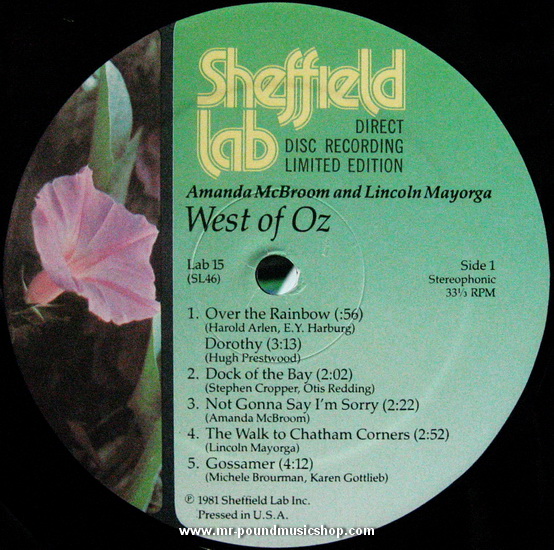 Sheffield
lab
DIRECT
DISC RECORDING
LIMITED EDITION
Amanda McBroom and Lincoln Mayorga
West of Oz
Lab 15
(SL46)
Side 1
Stereophonic
33⅓ RPM
1. Over the Rainbow (:56)
(Harold Arlen, E.Y. Harburg)
Dorothy (3:13)
(Hugh Prestwood)
2. Dock of the Bay (2:02)
(Stephen Cropper, Otis Redding)
3. Not Gonna Say I'm Sorry (2:22)
(Amanda McBroom)
4. The Walk to Chatham Corners (2:52)
(Lincoln Mayorga)
5. Gossamer (4:12)
(Michele Brourman, Karen Gottlieb)
℗ 1981 Sheffield Lab Inc.
Pressed in U.S.A.
www.mr-poundmusicshop.com